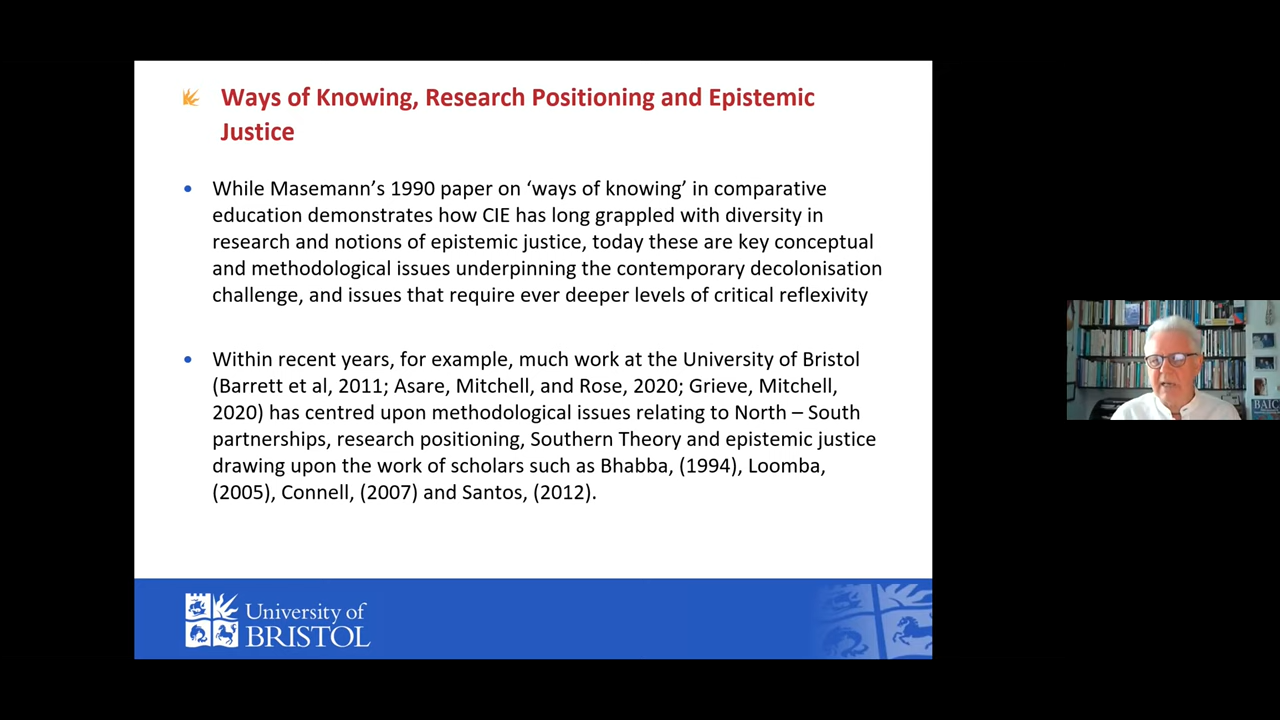 Ways of Knowing, Research Positioning and Epistemic
Justice
• While Masemann’s 1990 paper on ‘ways of knowing’ in comparative
education demonstrates how CIE has long grappled with diversity in
research and notions of epistemic justice, today these are key conceptual
and methodological issues underpinning the contemporary decolonisation
challenge, and issues that require ever deeper levels of critical reflexivity
• Within recent years, for example, much work at the University of Bristol
(Barrett et al, 2011; Asare, Mitchell, and Rose, 2020; Grieve, Mitchell,
2020) has centred upon methodological issues relating to North – South
partnerships, research positioning, Southern Theory and epistemic justice
drawing upon the work of scholars such as Bhabba, (1994), Loomba,
(2005), Connell, (2007) and Santos, (2012).
University of
BRISTOL
BAIC